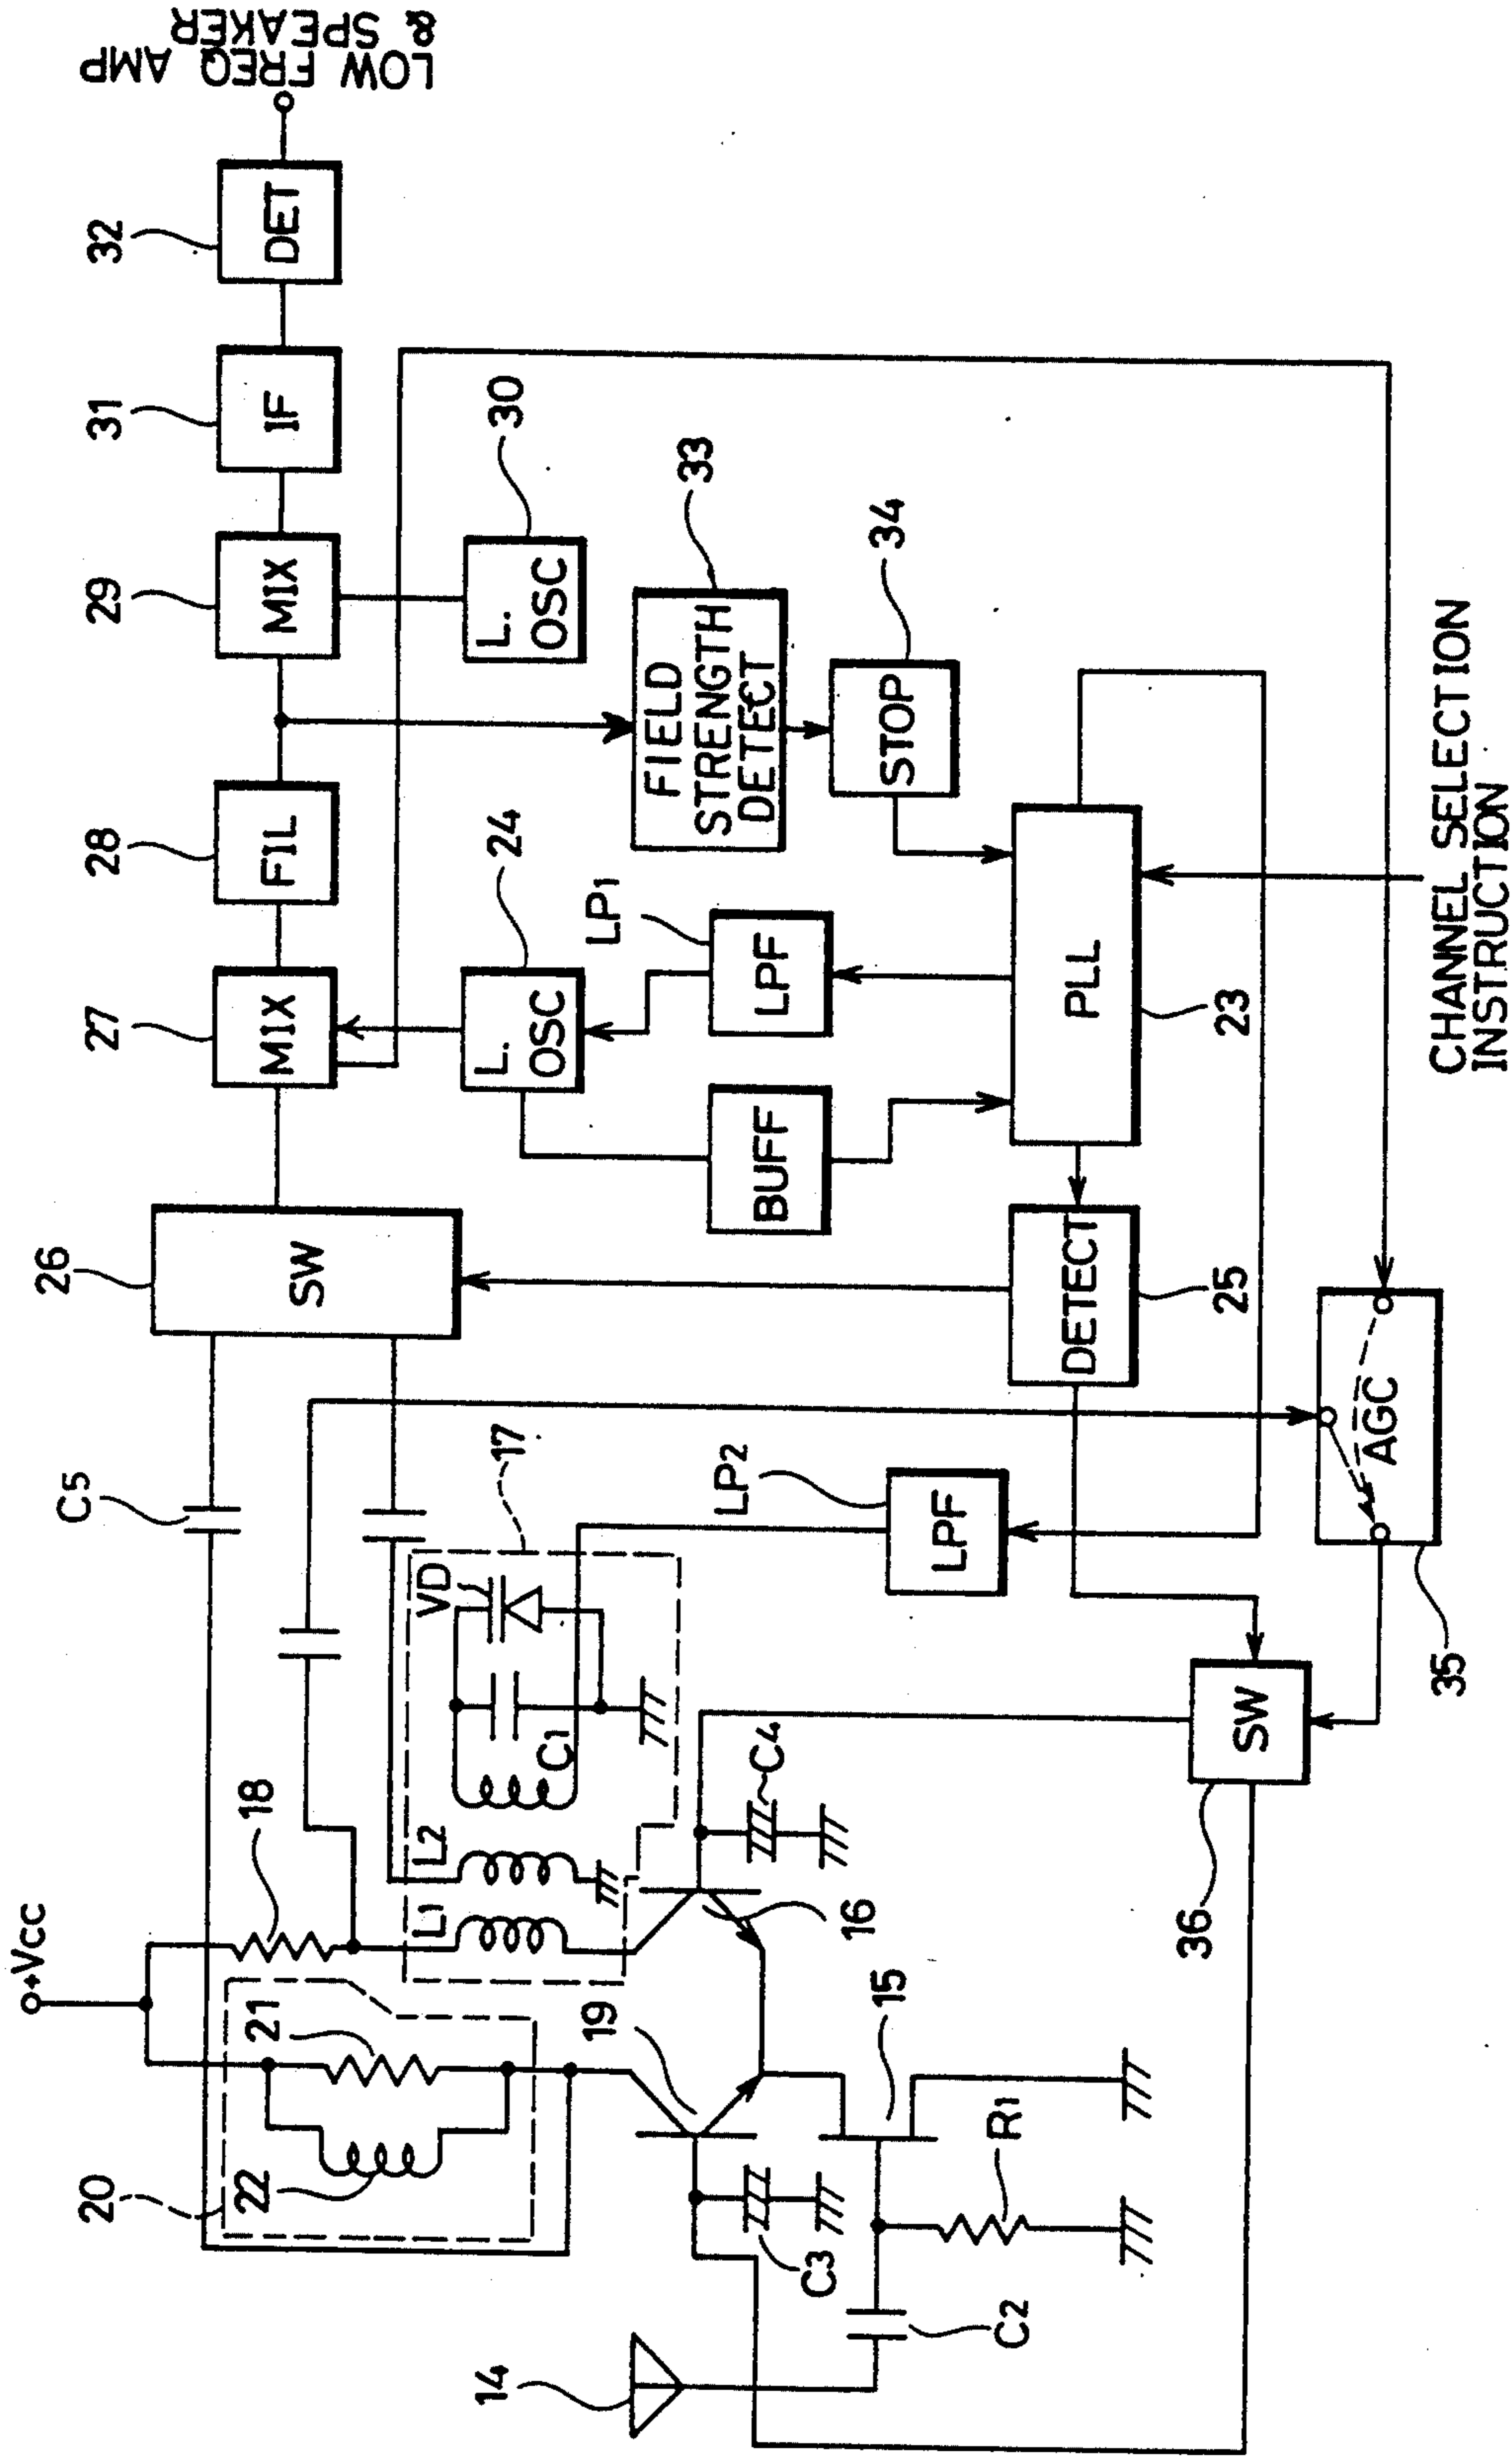 +Vcc
20
21
22
18
C5
26
SW
27
MIX
28
FIL
29
MIX
31
IF
32
DET
LOW FREQ AMP
& SPEAKER
L1
L2
C1
VD
17
24
L.
OSC
30
L.
OSC
LP1
LPF
BUFF
33
FIELD
STRENGTH
DETECT
34
STOP
19
16
C4
LP2
LPF
DETECT
25
PLL
23
14
C3
15
C2
R1
36
SW
35
AGC
CHANNEL SELECTION
INSTRUCTION